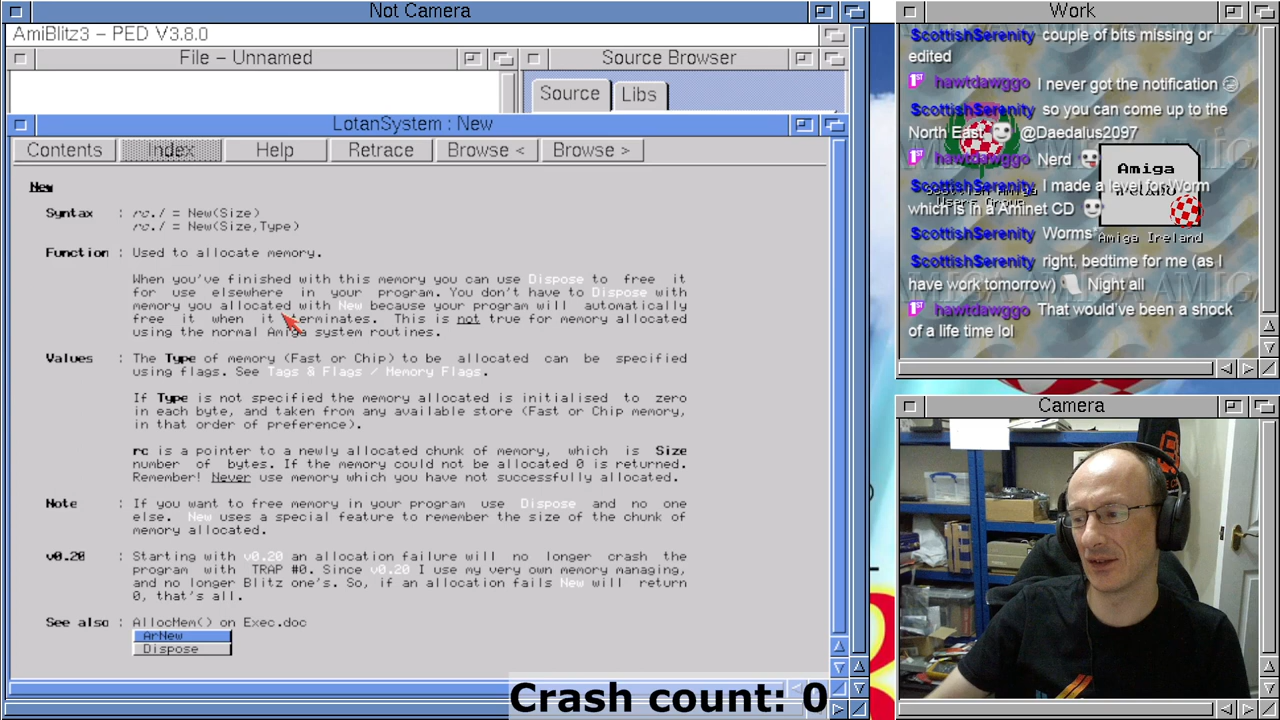 Not Camera
AmiBlitz3 – PED V3.8.0
File – Unnamed
Source Browser
Source
Libs
LotanSystem : New
Contents
Index
Help
Retrace
Browse <
Browse >
New
Syntax : rc.l = New(Size)
rc.l = New(Size,Type)
Function : Used to allocate memory.
When you've finished with this memory you can use Dispose to free it
for use elsewhere in your program. You don't have to Dispose with
memory you allocated with New because your program will automatically
free it when it terminates. This is not true for memory allocated
using the normal Amiga system routines.
Values : The Type of memory (Fast or Chip) to be allocated can be specified
using flags. See Tags & Flags / Memory Flags.
If Type is not specified the memory allocated is initialised to zero
in each byte, and taken from any available store (Fast or Chip memory,
in that order of preference).
rc is a pointer to a newly allocated chunk of memory, which is Size
number of bytes. If the memory could not be allocated 0 is returned.
Remember! Never use memory which you have not successfully allocated.
Note : If you want to free memory in your program use Dispose and no one
else. New uses a special feature to remember the size of the chunk of
memory allocated.
v0.20 : Starting with v0.20 an allocation failure will no longer crash the
program with TRAP #0. Since v0.20 I use my very own memory managing,
and no longer Blitz one's. So, if an allocation fails New will return
0, that's all.
See also : AllocMem() on Exec.doc
ArNew
Dispose
Crash count: 0
Work
ScottishSerenity couple of bits missing or
edited
1ST hawtdawggo I never got the notification
ScottishSerenity so you can come up to the
North East @Daedalus2097
1ST hawtdawggo Nerd
ScottishSerenity I made a level for Worm
which is in a Aminet CD
ScottishSerenity Worms*
ScottishSerenity right, bedtime for me (as I
have work tomorrow) Night all
1ST hawtdawggo That would've been a shock
of a life time lol
Amiga
Ireland
Users Group
Amiga Ireland
Camera